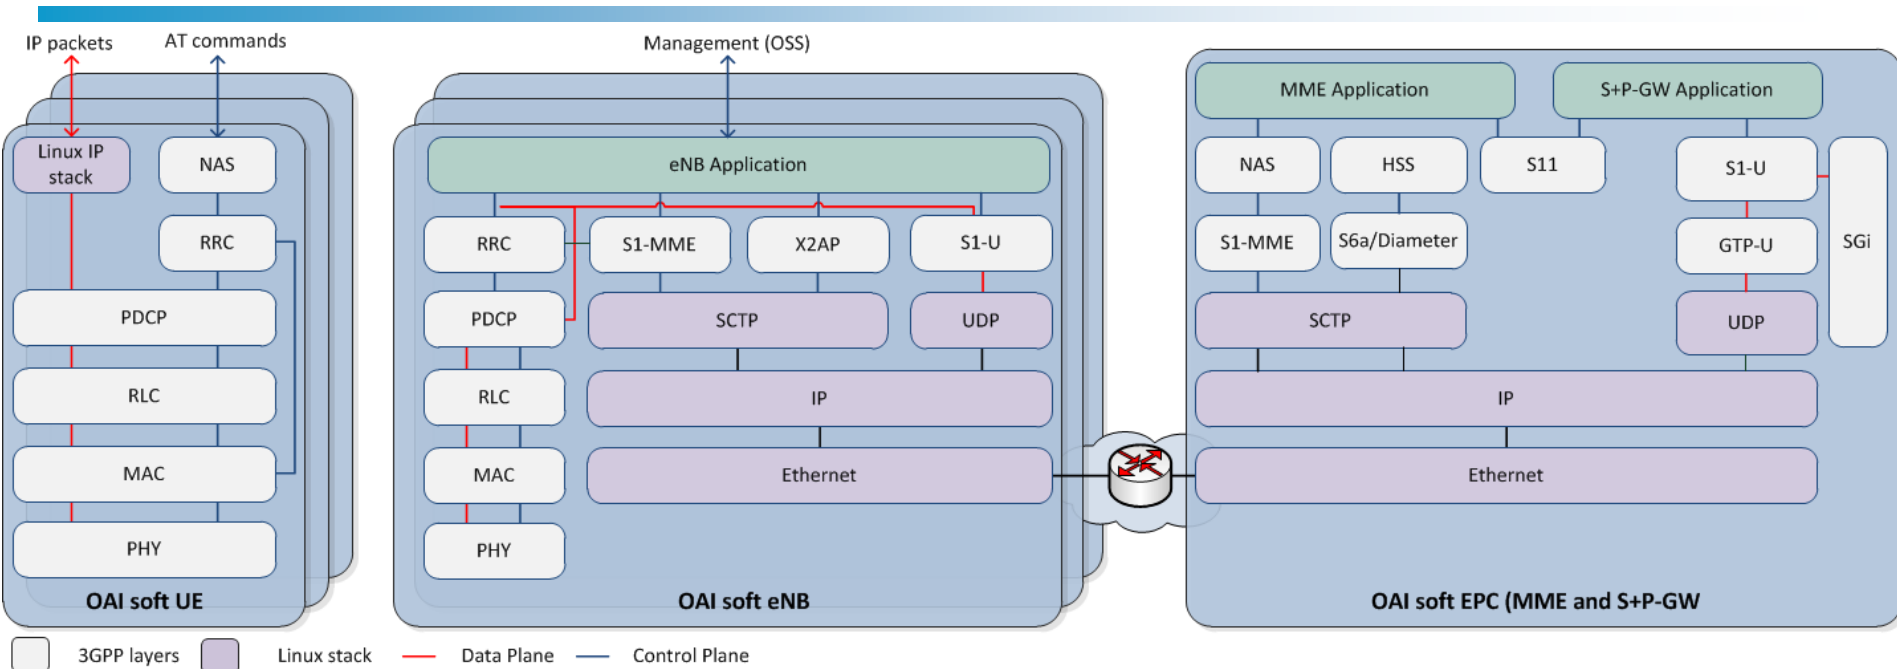 IP packets
AT commands
Management (OSS)
Linux IP
stack
NAS
RRC
PDCP
RLC
MAC
PHY
OAI soft UE
eNB Application
RRC
S1-MME
X2AP
S1-U
PDCP
SCTP
UDP
RLC
IP
MAC
Ethernet
PHY
OAI soft eNB
MME Application
S+P-GW Application
NAS
HSS
S11
S1-U
S1-MME
S6a/Diameter
GTP-U
SGi
SCTP
UDP
IP
Ethernet
OAI soft EPC (MME and S+P-GW
3GPP layers
Linux stack
Data Plane
Control Plane